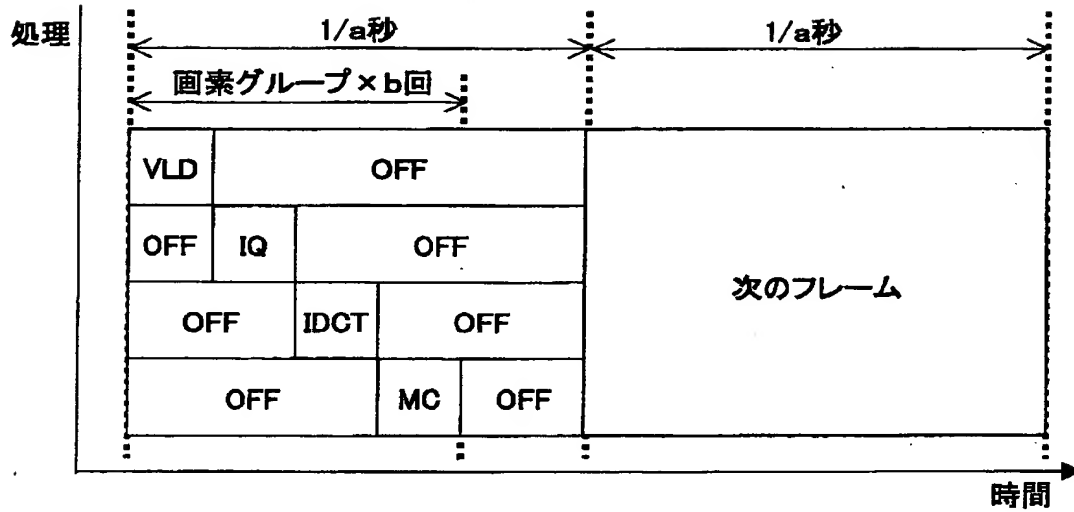 処理
1/a秒 1/a秒
画素グループ×b回
VLD OFF
OFF IQ OFF
次のフレーム
OFF IDCT OFF
OFF MC OFF
時間